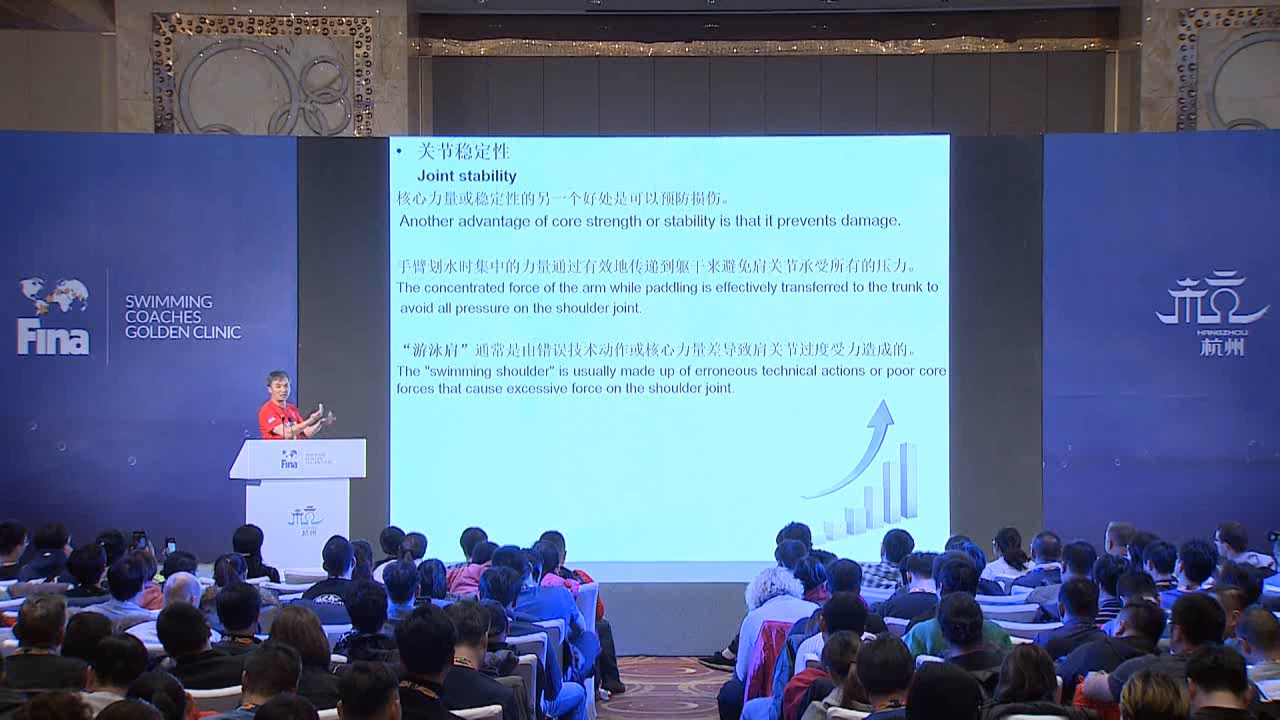 • 关节稳定性
Joint stability
核心力量或稳定性的另一个好处是可以预防损伤。
Another advantage of core strength or stability is that it prevents damage.
手臂划水时集中的力量通过有效地传递到躯干来避免肩关节承受所有的压力。
The concentrated force of the arm while paddling is effectively transferred to the trunk to
avoid all pressure on the shoulder joint.
“游泳肩”通常是由错误技术动作或核心力量差导致肩关节过度受力造成的。
The "swimming shoulder" is usually made up of erroneous technical actions or poor core
forces that cause excessive force on the shoulder joint.
Fina
SWIMMING
COACHES
GOLDEN CLINIC
HANGZHOU
杭州
Fina
SWIMMING
COACHES
GOLDEN CLINIC
杭州